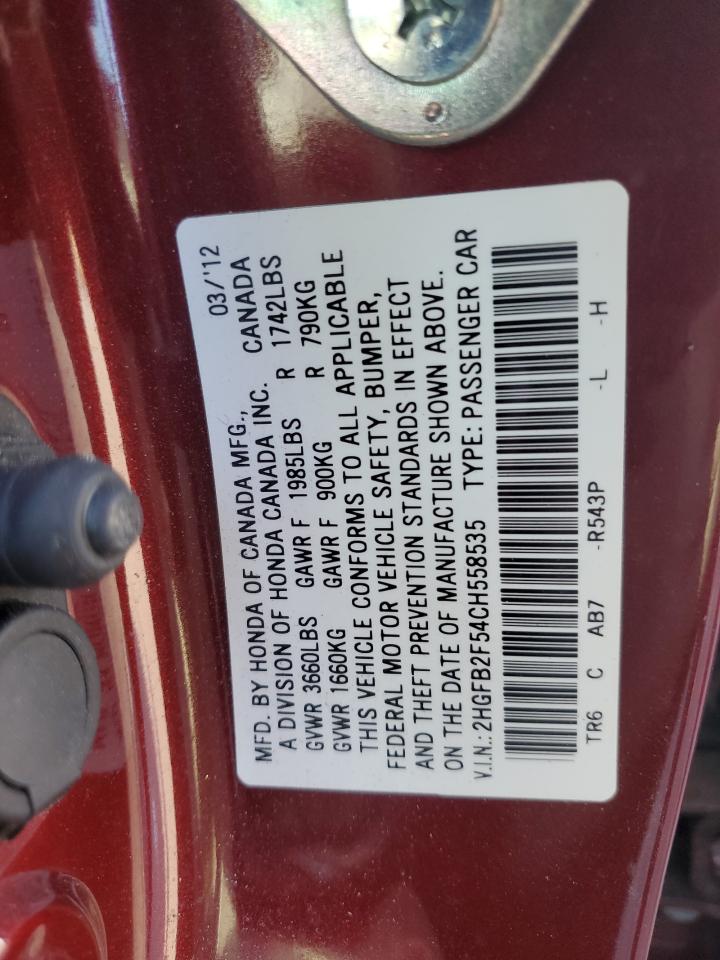 MFD. BY HONDA OF CANADA MFG., 03/'12
A DIVISION OF HONDA CANADA INC. CANADA
GVWR 3660LBS GAWR F 1985LBS R 1742LBS
GVWR 1660KG GAWR F 900KG R 790KG
THIS VEHICLE CONFORMS TO ALL APPLICABLE
FEDERAL MOTOR VEHICLE SAFETY, BUMPER,
AND THEFT PREVENTION STANDARDS IN EFFECT
ON THE DATE OF MANUFACTURE SHOWN ABOVE.
V.I.N.: 2HGFB2F54CH558535 TYPE: PASSENGER CAR
TR6 C AB7 -R543P -L -H